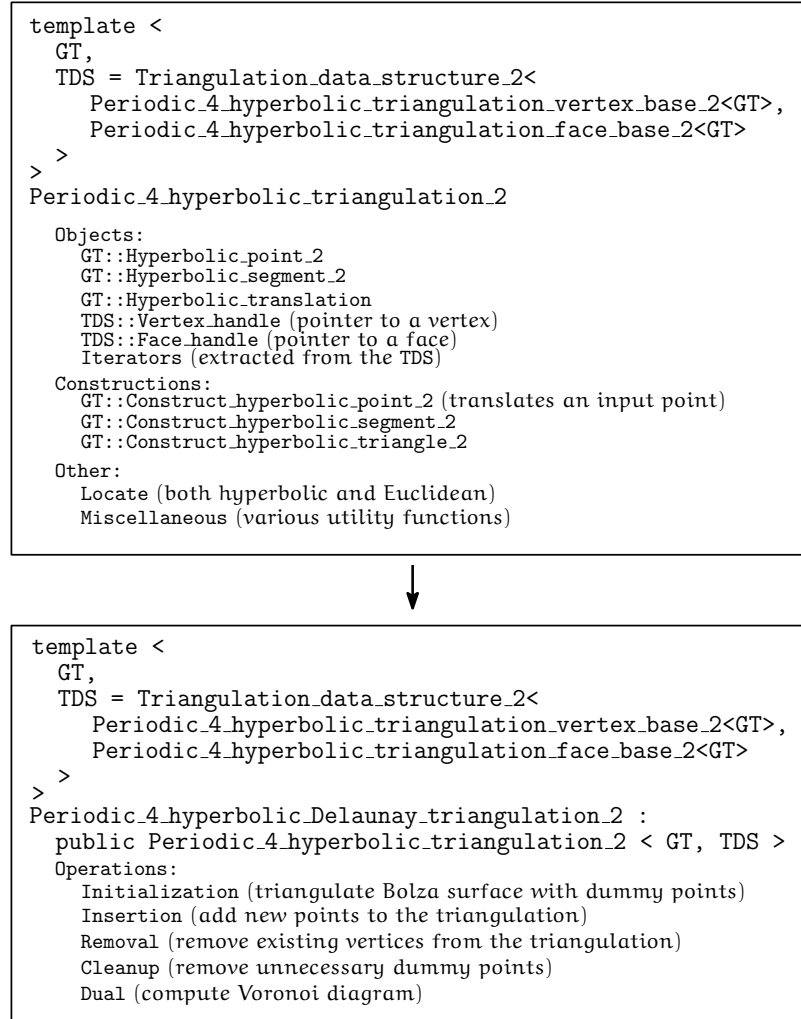 template <
GT,
TDS = Triangulation_data_structure_2<
Periodic_4_hyperbolic_triangulation_vertex_base_2<GT>,
Periodic_4_hyperbolic_triangulation_face_base_2<GT>
>
>
Periodic_4_hyperbolic_triangulation_2
Objects:
GT::Hyperbolic_point_2
GT::Hyperbolic_segment_2
GT::Hyperbolic_translation
TDS::Vertex_handle (pointer to a vertex)
TDS::Face_handle (pointer to a face)
Iterators (extracted from the TDS)
Constructions:
GT::Construct_hyperbolic_point_2 (translates an input point)
GT::Construct_hyperbolic_segment_2
GT::Construct_hyperbolic_triangle_2
Other:
Locate (both hyperbolic and Euclidean)
Miscellaneous (various utility functions)
template <
GT,
TDS = Triangulation_data_structure_2<
Periodic_4_hyperbolic_triangulation_vertex_base_2<GT>,
Periodic_4_hyperbolic_triangulation_face_base_2<GT>
>
>
Periodic_4_hyperbolic_Delaunay_triangulation_2 :
public Periodic_4_hyperbolic_triangulation_2 < GT, TDS >
Operations:
Initialization (triangulate Bolza surface with dummy points)
Insertion (add new points to the triangulation)
Removal (remove existing vertices from the triangulation)
Cleanup (remove unnecessary dummy points)
Dual (compute Voronoi diagram)